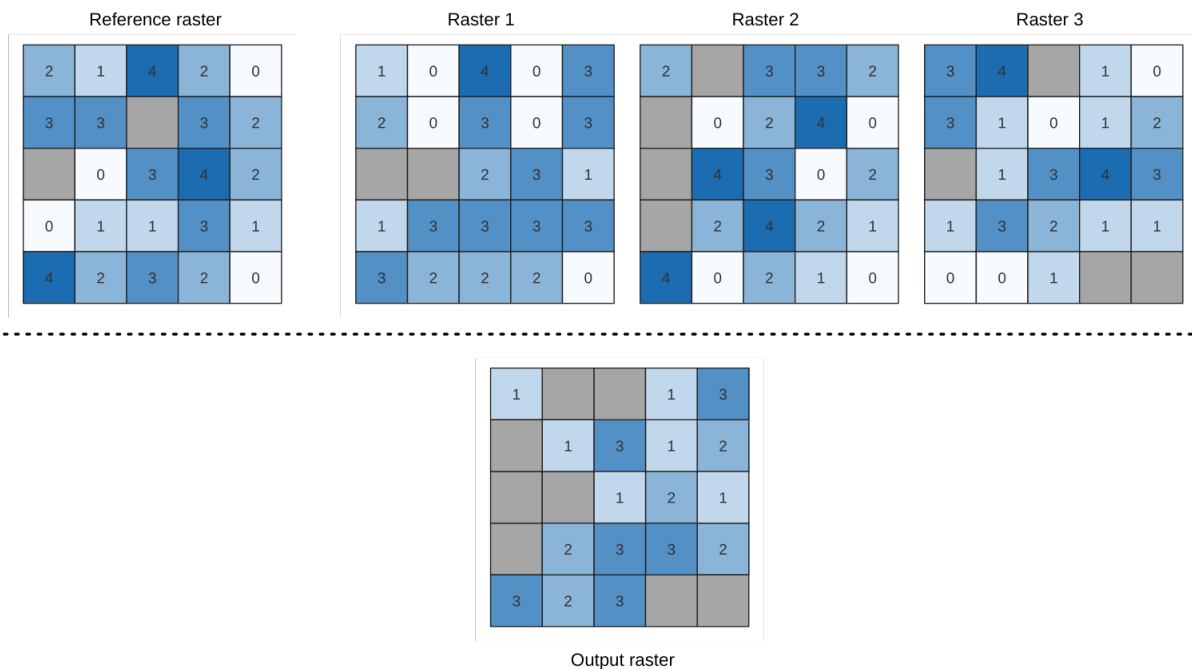 Reference raster Raster 1 Raster 2 Raster 3
2 1 4 2 0 1 0 4 0 3 2 3 3 2 3 4 1 0
3 3 3 2 2 0 3 0 3 0 2 4 0 3 1 0 1 2
0 3 4 2 2 3 1 4 3 0 2 1 3 4 3
0 1 1 3 1 1 3 3 3 3 2 4 2 1 1 3 2 1 1
4 2 3 2 0 3 2 2 2 0 4 0 2 1 0 0 0 1
1 1 3
1 3 1 2
1 2 1
2 3 3 2
3 2 3
Output raster